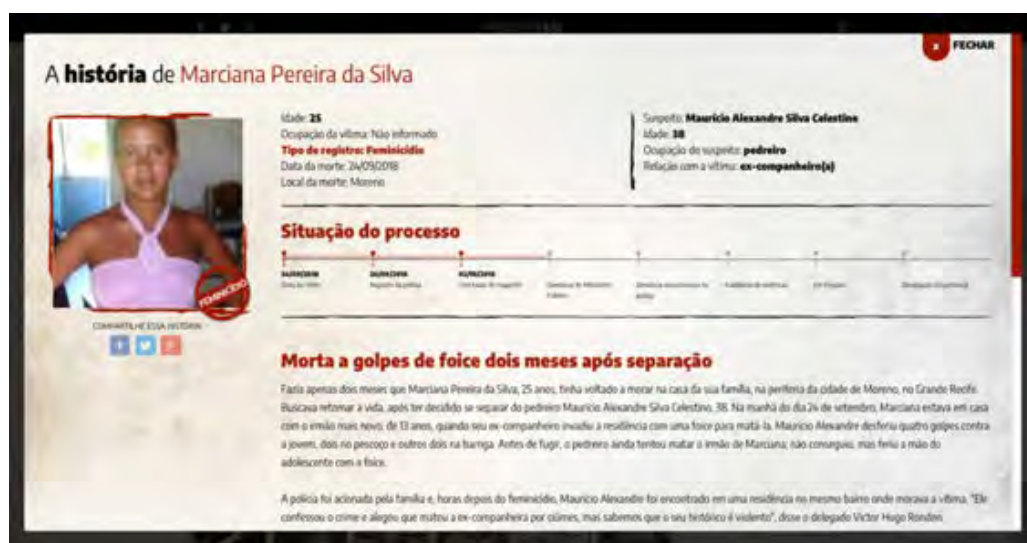 x FECHAR
A história de Marciana Pereira da Silva
Idade: 25
Ocupação da vítima: Não informado
Tipo de registro: Feminicídio
Data da morte: 24/09/2018
Local da morte: Moreno
Suspeito: Maurício Alexandre Silva Celestino
Idade: 38
Ocupação do suspeito: pedreiro
Relação com a vítima: ex-companheiro(a)
FEMINICÍDIO
COMPARTILHE ESSA HISTÓRIA
Situação do processo
Morta a golpes de foice dois meses após separação
Fazia apenas dois meses que Marciana Pereira da Silva, 25 anos, tinha voltado a morar na casa da sua família, na periferia da cidade de Moreno, no Grande Recife.
Buscava retomar a vida, após ter decidido se separar do pedreiro Maurício Alexandre Silva Celestino, 38. Na manhã do dia 24 de setembro, Marciana estava em casa
com o irmão mais novo, de 13 anos, quando seu ex-companheiro invadiu a residência com uma foice para matá-la. Maurício Alexandre desferiu quatro golpes contra
a jovem, dois no pescoço e outros dois na barriga. Antes de fugir, o pedreiro ainda tentou matar o irmão de Marciana; não conseguiu, mas feriu a mão do
adolescente com a foice.
A polícia foi acionada pela família e, horas depois do feminicídio, Maurício Alexandre foi encontrado em uma residência no mesmo bairro onde morava a vítima. "Ele
confessou o crime e alegou que matou a ex-companheira por ciúmes, mas sabemos que o seu histórico é violento", disse o delegado Victor Hugo Rondon.